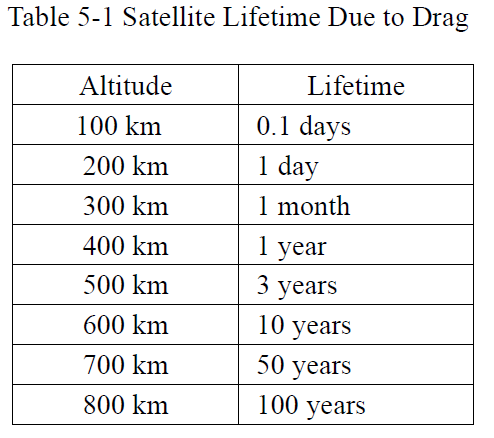 Table 5-1 Satellite Lifetime Due to Drag
Altitude Lifetime
100 km 0.1 days
200 km 1 day
300 km 1 month
400 km 1 year
500 km 3 years
600 km 10 years
700 km 50 years
800 km 100 years